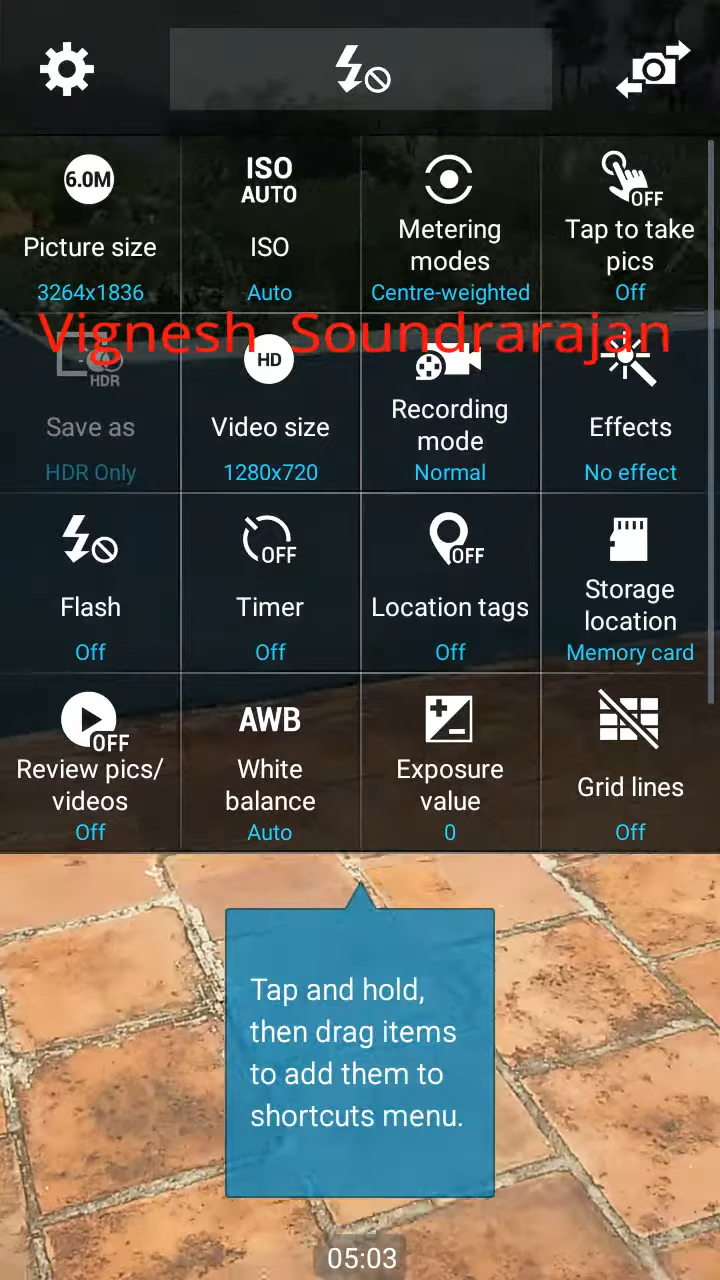 6.0M
ISO
AUTO
OFF
Picture size
ISO
Metering
modes
Tap to take
pics
3264x1836
Auto
Centre-weighted
Off
Vignesh Soundrarajan
HDR
HD
Save as
Video size
Recording
mode
Effects
HDR Only
1280x720
Normal
No effect
OFF
OFF
Flash
Timer
Location tags
Storage
location
Off
Off
Off
Memory card
OFF
AWB
Review pics/
videos
White
balance
Exposure
value
Grid lines
Off
Auto
0
Off
Tap and hold,
then drag items
to add them to
shortcuts menu.
05:03